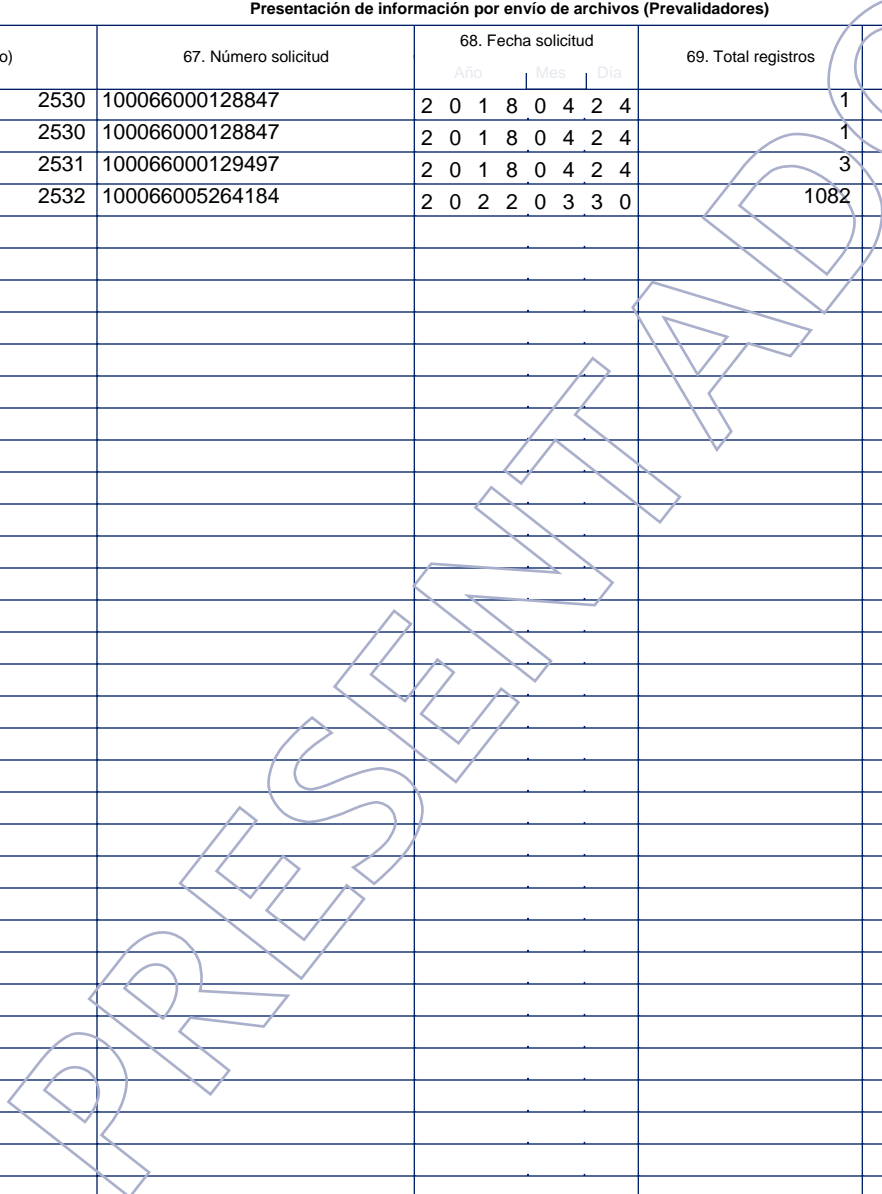 Presentación de información por envío de archivos (Prevalidadores)
o) 67. Número solicitud 68. Fecha solicitud 69. Total registros
Año Mes Día
2530 100066000128847 2 0 1 8 0 4 2 4 1
2530 100066000128847 2 0 1 8 0 4 2 4 1
2531 100066000129497 2 0 1 8 0 4 2 4 3
2532 100066005264184 2 0 2 2 0 3 3 0 1082
PRESENTADO